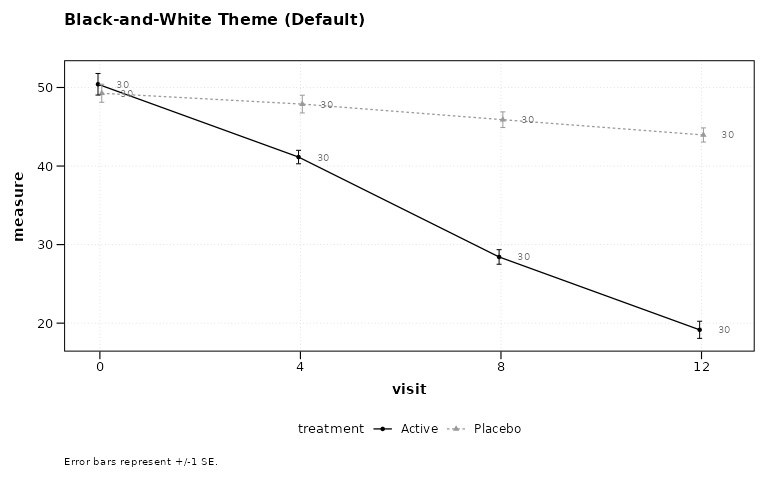 Black-and-White Theme (Default)
50
40
30
20
measure
30
30
30
30
30
30
30
30
0 4 8 12
visit
treatment Active Placebo
Error bars represent +/-1 SE.